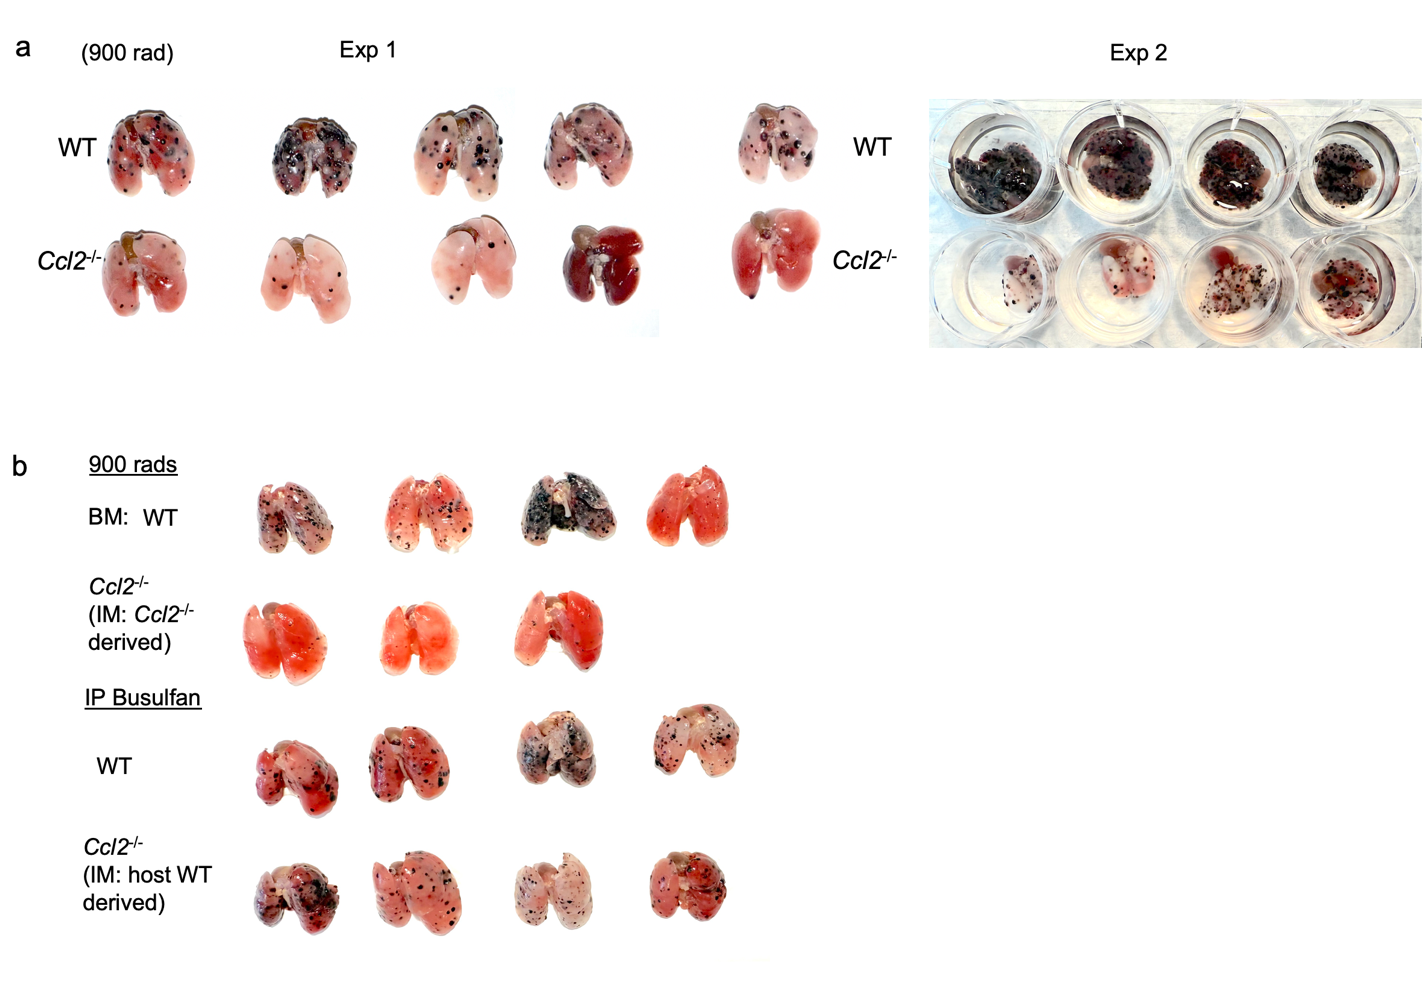 a (900 rad) Exp 1 Exp 2
WT WT
Ccl2-/- Ccl2-/-
b 900 rads
BM: WT
Ccl2-/-
(IM: Ccl2-/-
derived)
IP Busulfan
WT
Ccl2-/-
(IM: host WT
derived)